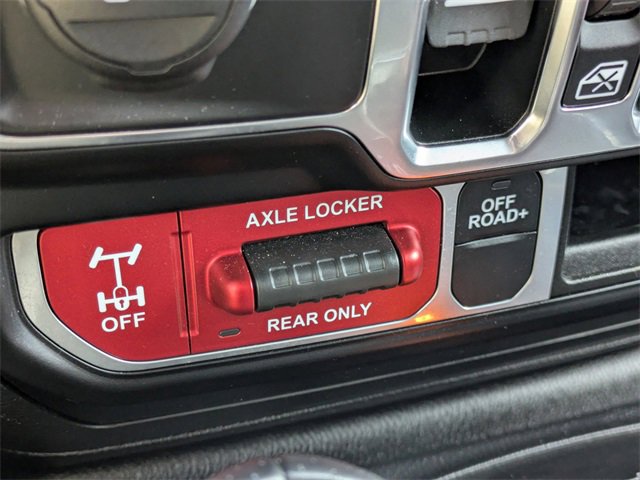 AXLE LOCKER
OFF
ROAD+
OFF
REAR ONLY